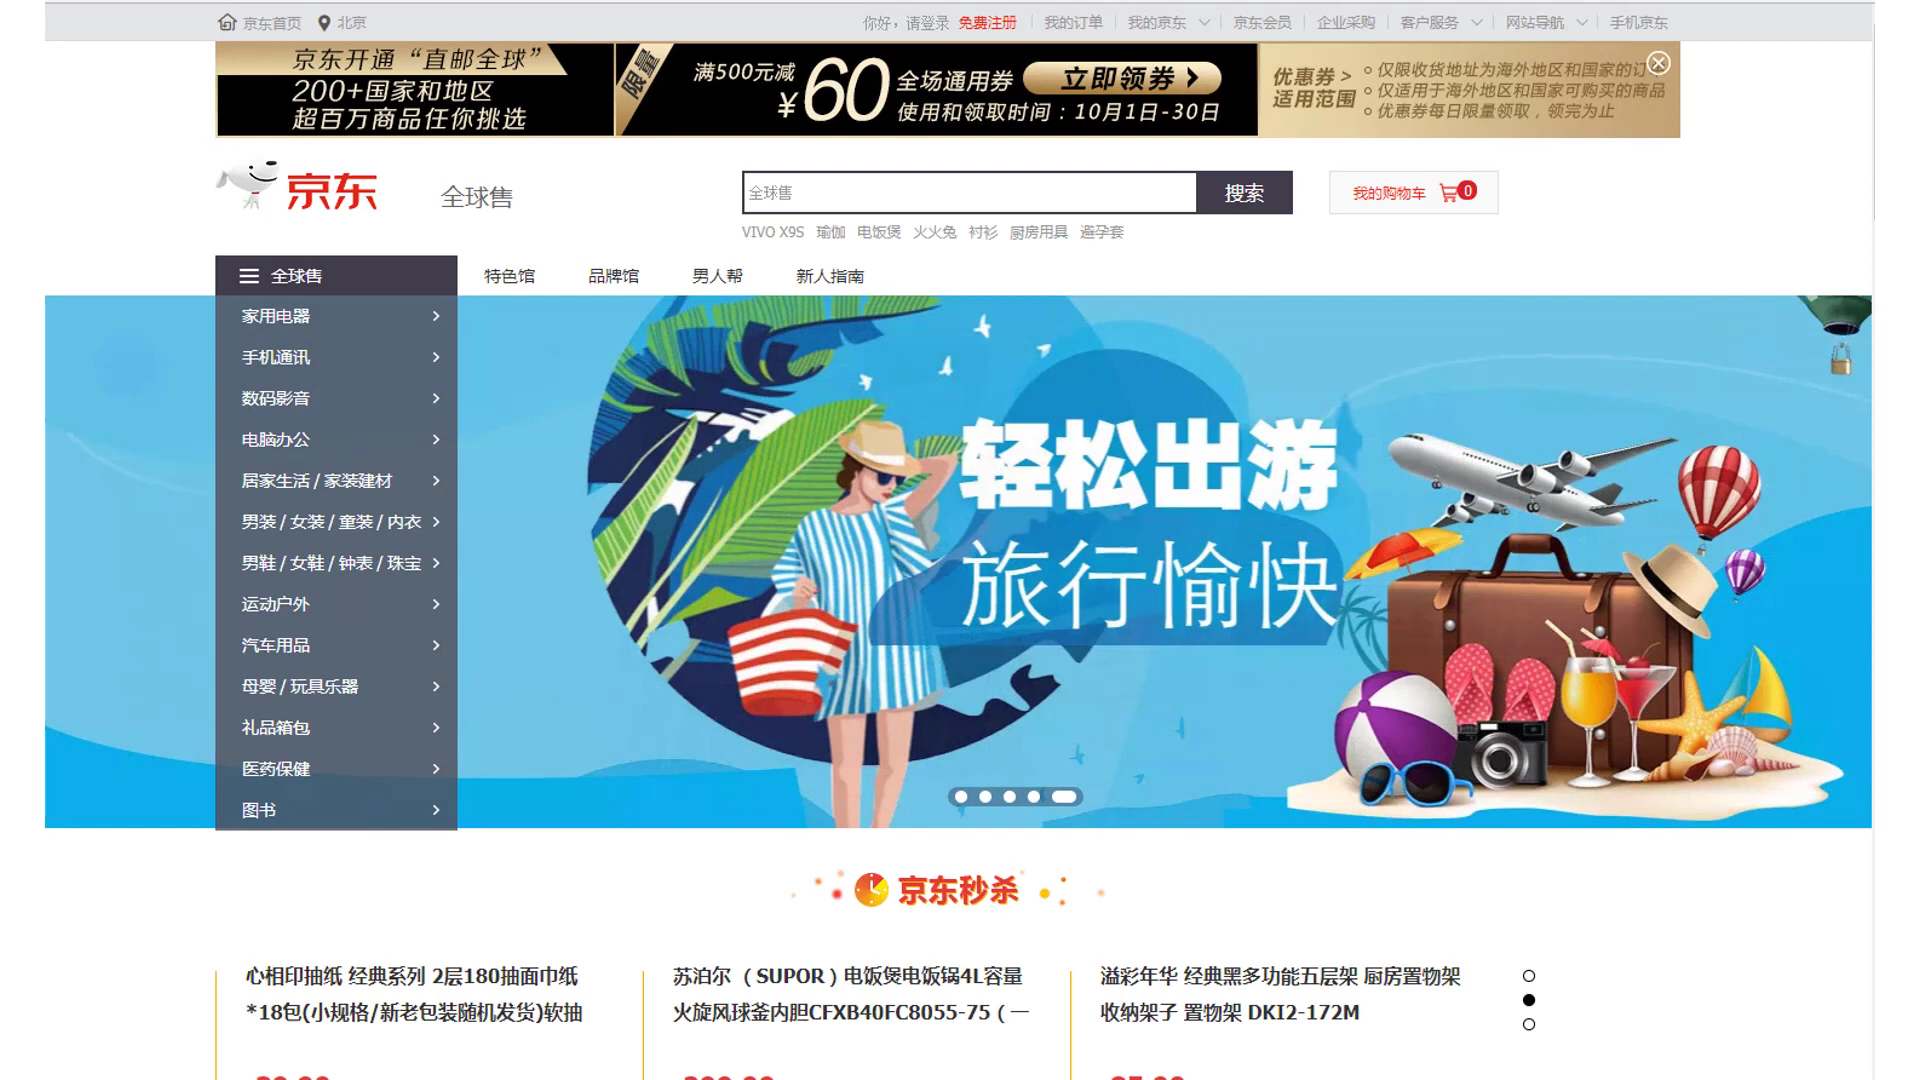 京东首页 北京 你好，请登录 免费注册 我的订单 我的京东 京东会员 企业采购 客户服务 网站导航 手机京东
京东开通“直邮全球”
200+国家和地区
超百万商品任你挑选
限量
满500元减
¥60
全场通用券 立即领券
使用和领取时间：10月1日-30日
优惠券 >
适用范围
仅限收货地址为海外地区和国家的订
仅适用于海外地区和国家可购买的商品
优惠券每日限量领取，领完为止
京东 全球售
全球售 搜索 我的购物车 0
VIVO X9S 瑜伽 电饭煲 火火兔 衬衫 厨房用具 避孕套
全球售 特色馆 品牌馆 男人帮 新人指南
家用电器
手机通讯
数码影音
电脑办公
居家生活 / 家装建材
男装 / 女装 / 童装 / 内衣
男鞋 / 女鞋 / 钟表 / 珠宝
运动户外
汽车用品
母婴 / 玩具乐器
礼品箱包
医药保健
图书
轻松出游
旅行愉快
京东秒杀
心相印抽纸 经典系列 2层180抽面巾纸
*18包(小规格/新老包装随机发货)软抽
苏泊尔 （SUPOR）电饭煲电饭锅4L容量
火旋风球釜内胆CFXB40FC8055-75 (一
溢彩年华 经典黑多功能五层架 厨房置物架
收纳架子 置物架 DKI2-172M